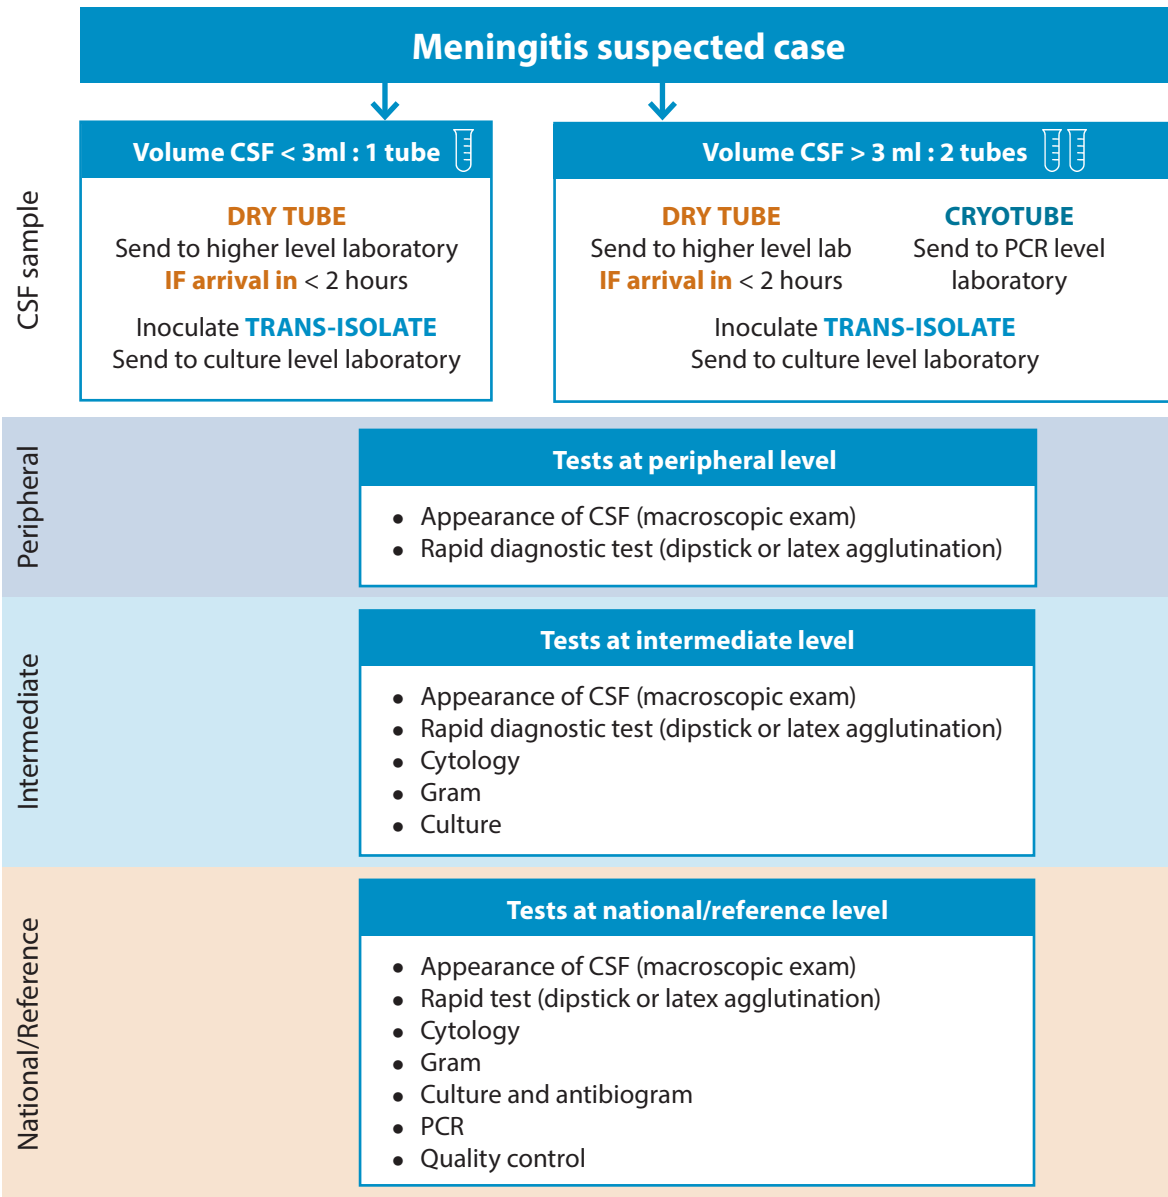 Meningitis suspected case
CSF sample
Volume CSF < 3ml : 1 tube
DRY TUBE
Send to higher level laboratory
IF arrival in < 2 hours
Inoculate TRANS-ISOLATE
Send to culture level laboratory
Volume CSF > 3 ml : 2 tubes
DRY TUBE
Send to higher level lab
IF arrival in < 2 hours
CRYOTUBE
Send to PCR level
laboratory
Inoculate TRANS-ISOLATE
Send to culture level laboratory
Peripheral
Tests at peripheral level
• Appearance of CSF (macroscopic exam)
• Rapid diagnostic test (dipstick or latex agglutination)
Intermediate
Tests at intermediate level
• Appearance of CSF (macroscopic exam)
• Rapid diagnostic test (dipstick or latex agglutination)
• Cytology
• Gram
• Culture
National/Reference
Tests at national/reference level
• Appearance of CSF (macroscopic exam)
• Rapid test (dipstick or latex agglutination)
• Cytology
• Gram
• Culture and antibiogram
• PCR
• Quality control